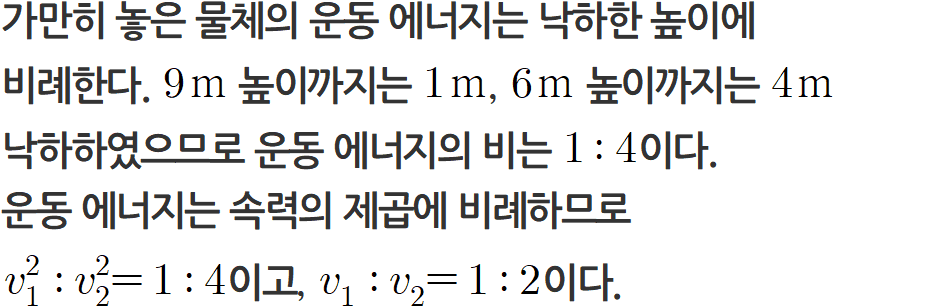 가만히 놓은 물체의 운동 에너지는 낙하한 높이에
비례한다. 9m 높이까지는 1m, 6m 높이까지는 4m
낙하하였으므로 운동 에너지의 비는 1 : 4이다.
운동 에너지는 속력의 제곱에 비례하므로
v₁² : v₂² = 1 : 4이고, v₁ : v₂ = 1 : 2이다.